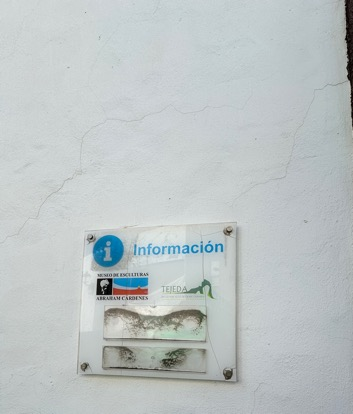 i Información
MUSEO DE ESCULTURAS
ABRAHAM CÁRDENES
TEJEDA